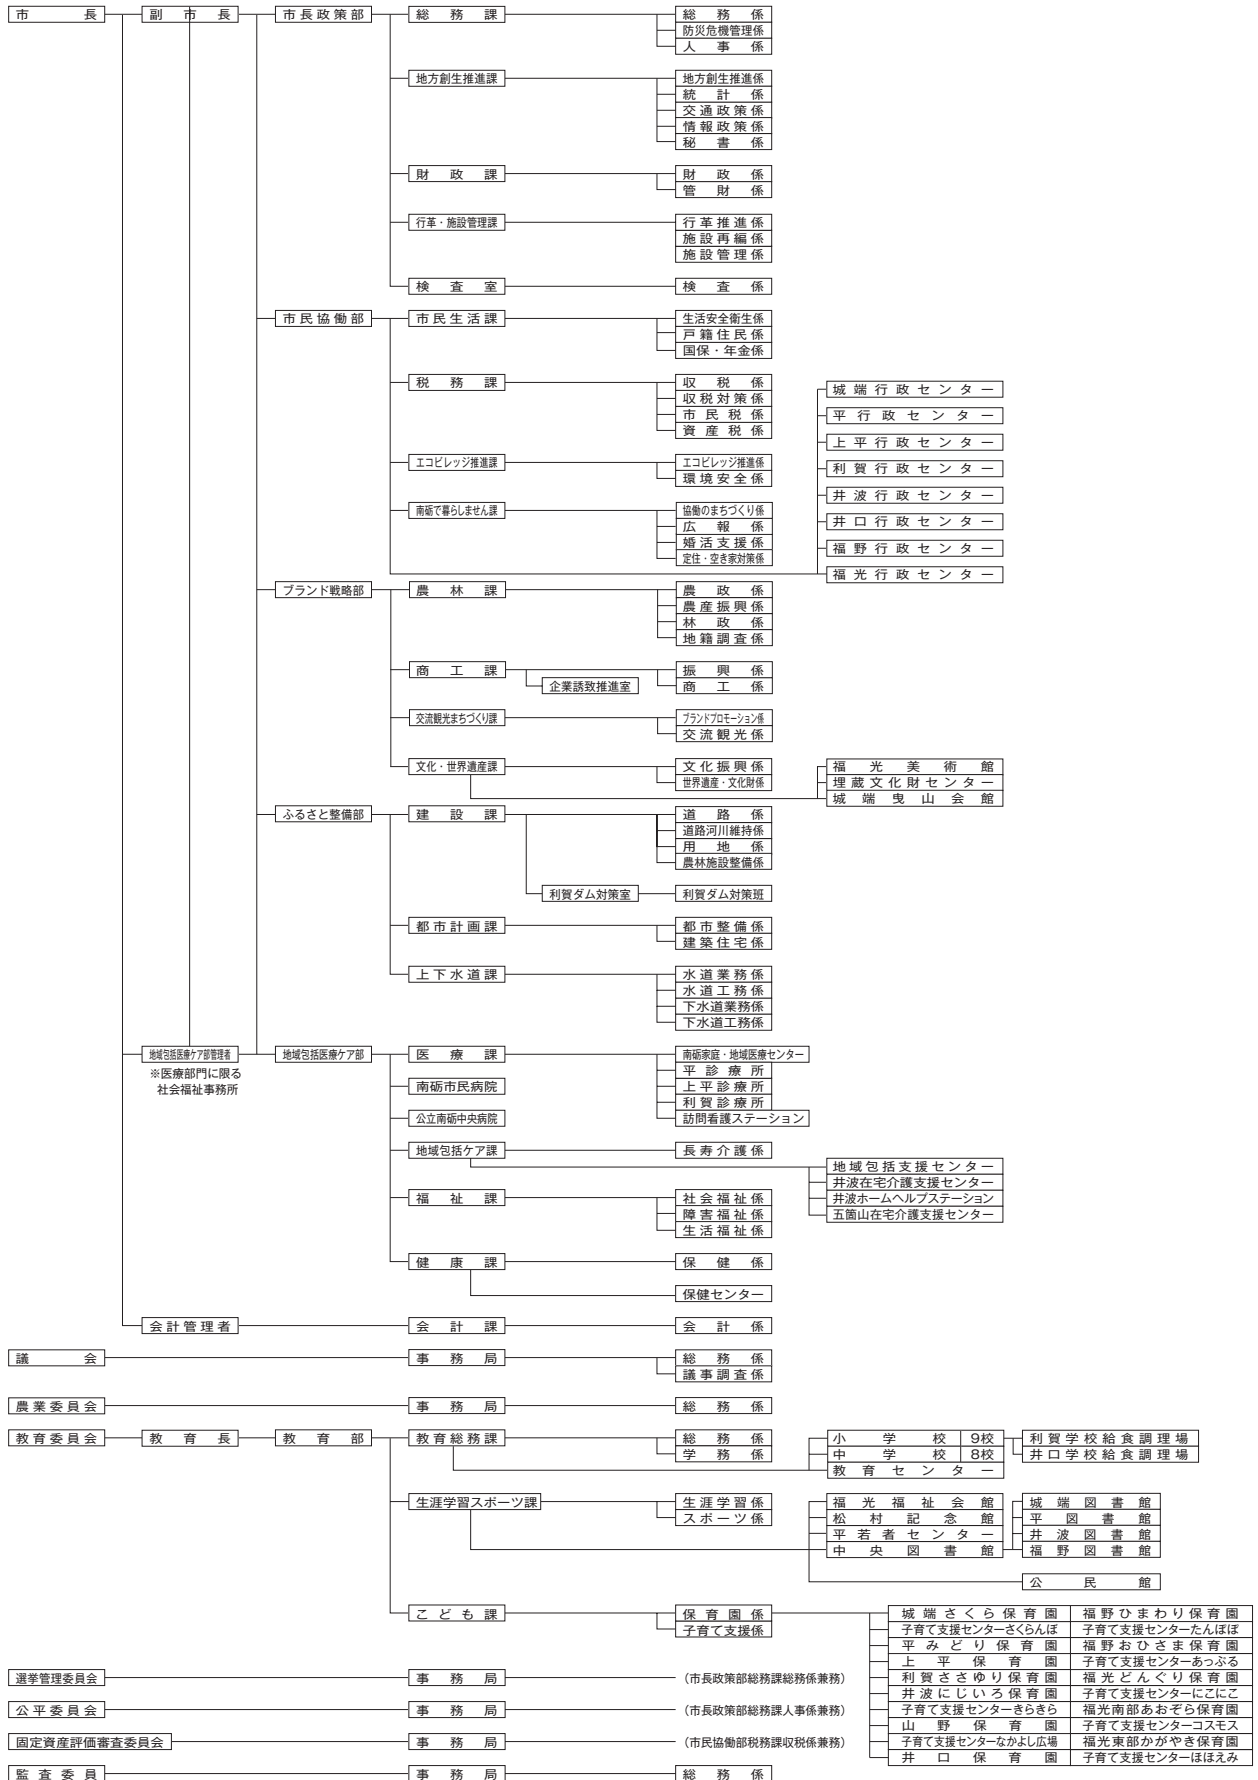 市長 副市長 市長政策部 総務課 総務係
防災危機管理係
人事係
地方創生推進課 地方創生推進係
統計係
交通政策係
情報政策係
秘書係
財政課 財政係
管財係
行革・施設管理課 行革推進係
施設再編係
施設管理係
検査室 検査係
市民協働部 市民生活課 生活安全衛生係
戸籍住民係
国保・年金係
税務課 収税係
城端行政センター
収税対策係
市民税係 平行政センター
資産税係
上平行政センター
エコビレッジ推進課 エコビレッジ推進係 利賀行政センター
環境安全係
井波行政センター
南砺で暮らしません課 協働のまちづくり係
広報係 井口行政センター
婚活支援係
福野行政センター
定住・空き家対策係
福光行政センター
ブランド戦略部 農林課 農政係
農産振興係
林政係
地籍調査係
商工課 振興係
企業誘致推進室 商工係
交流観光まちづくり課 ブランドプロモーション係
交流観光係
文化・世界遺産課 文化振興係 福光美術館
世界遺産・文化財係 埋蔵文化財センター
城端曳山会館
ふるさと整備部 建設課 道路係
道路河川維持係
用地係
農林施設整備係
利賀ダム対策室 利賀ダム対策班
都市計画課 都市整備係
建築住宅係
上下水道課 水道業務係
水道工務係
下水道業務係
下水道工務係
地域包括医療ケア部管理者 地域包括医療ケア部 医療課 南砺家庭・地域医療センター
※医療部門に限る 平診療所
社会福祉事務所 南砺市民病院 上平診療所
利賀診療所
公立南砺中央病院 訪問看護ステーション
地域包括ケア課 長寿介護係
地域包括支援センター
井波在宅介護支援センター
福祉課 社会福祉係 井波ホームヘルプステーション
障害福祉係 五箇山在宅介護支援センター
生活福祉係
健康課 保健係
保健センター
会計管理者 会計課 会計係
議会 事務局 総務係
議事調査係
農業委員会 事務局 総務係
教育委員会 教育長 教育部 教育総務課 総務係 小学校 9校 利賀学校給食調理場
学務係 中学校 8校 井口学校給食調理場
教育センター
生涯学習スポーツ課 生涯学習係 福光福祉会館 城端図書館
スポーツ係 松村記念館 平図書館
平若者センター 井波図書館
中央図書館 福野図書館
公民館
こども課 保育園係 城端さくら保育園 福野ひまわり保育園
子育て支援係 子育て支援センターさくらんぼ 子育て支援センターたんぽぽ
平みどり保育園 福野おひさま保育園
上平保育園 子育て支援センターあっぷる
選挙管理委員会 事務局 （市長政策部総務課総務係兼務） 利賀ささゆり保育園 福光どんぐり保育園
井波にじいろ保育園 子育て支援センターにこにこ
公平委員会 事務局 （市長政策部総務課人事係兼務） 子育て支援センターきらきら 福光南部あおぞら保育園
山野保育園 子育て支援センターコスモス
固定資産評価審査委員会 事務局 （市民協働部税務課収税係兼務） 子育て支援センターなかよし広場 福光東部かがやき保育園
井口保育園 子育て支援センターほほえみ
監査委員 事務局 総務係